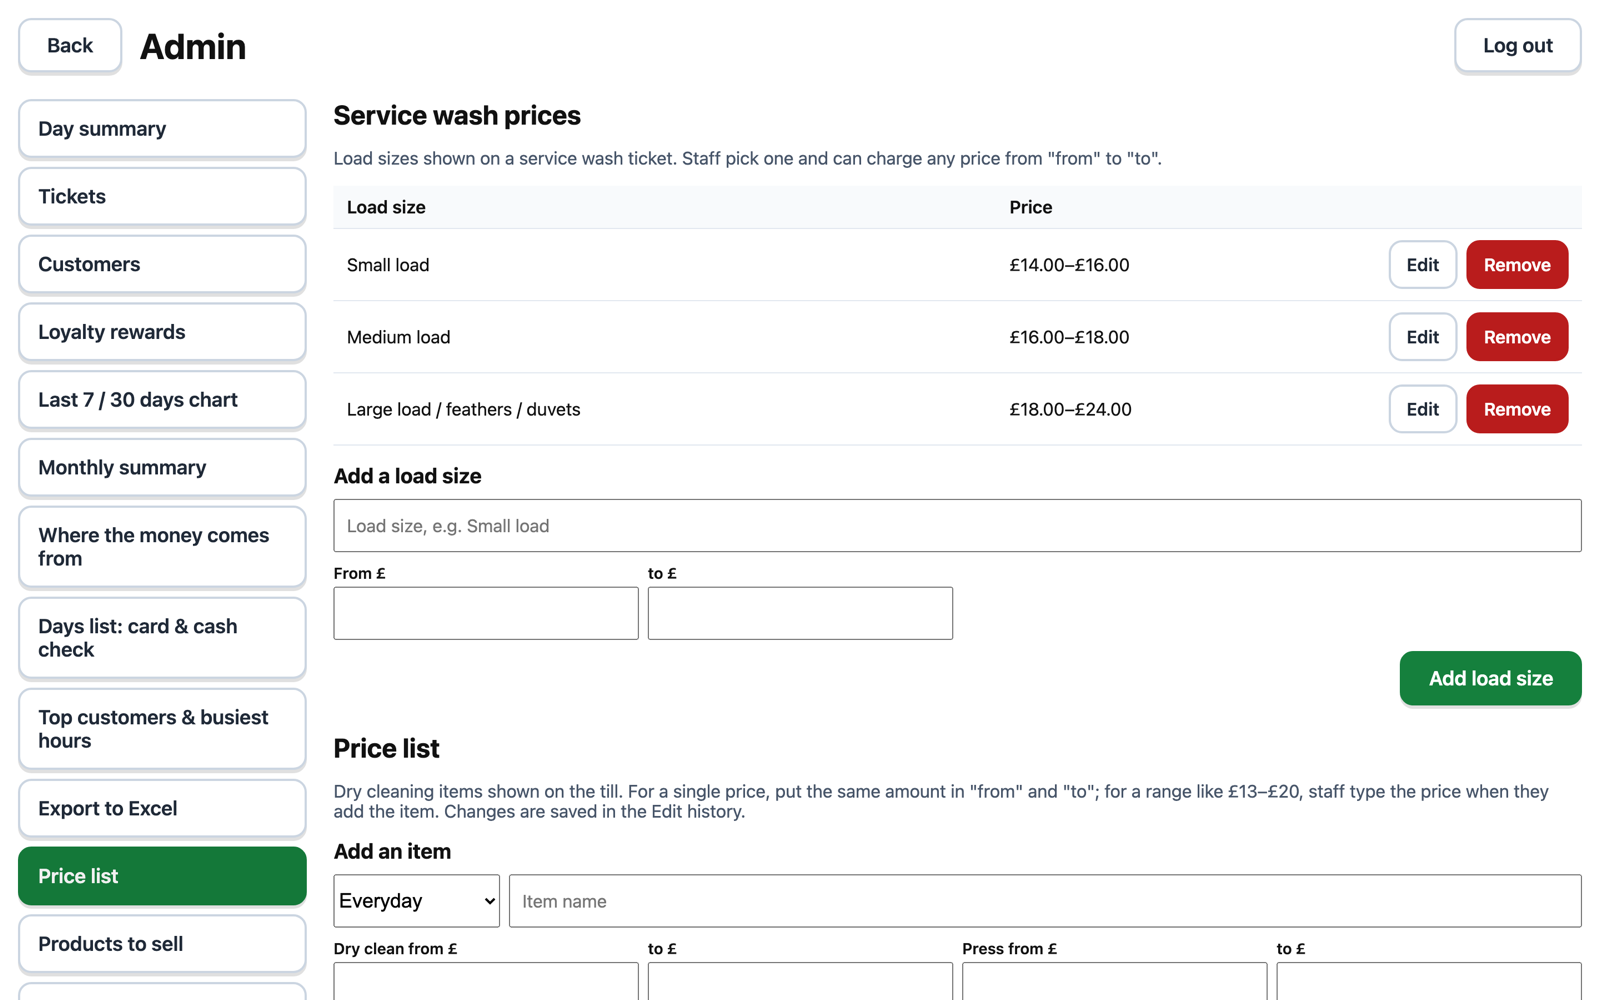 Back
Admin
Log out
Day summary
Tickets
Customers
Loyalty rewards
Last 7 / 30 days chart
Monthly summary
Where the money comes
from
Days list: card & cash
check
Top customers & busiest
hours
Export to Excel
Price list
Products to sell
Service wash prices
Load sizes shown on a service wash ticket. Staff pick one and can charge any price from "from" to "to".
Load size Price
Small load £14.00–£16.00 Edit Remove
Medium load £16.00–£18.00 Edit Remove
Large load / feathers / duvets £18.00–£24.00 Edit Remove
Add a load size
Load size, e.g. Small load
From £ to £
Add load size
Price list
Dry cleaning items shown on the till. For a single price, put the same amount in "from" and "to"; for a range like £13–£20, staff type the price when they
add the item. Changes are saved in the Edit history.
Add an item
Everyday Item name
Dry clean from £ to £ Press from £ to £